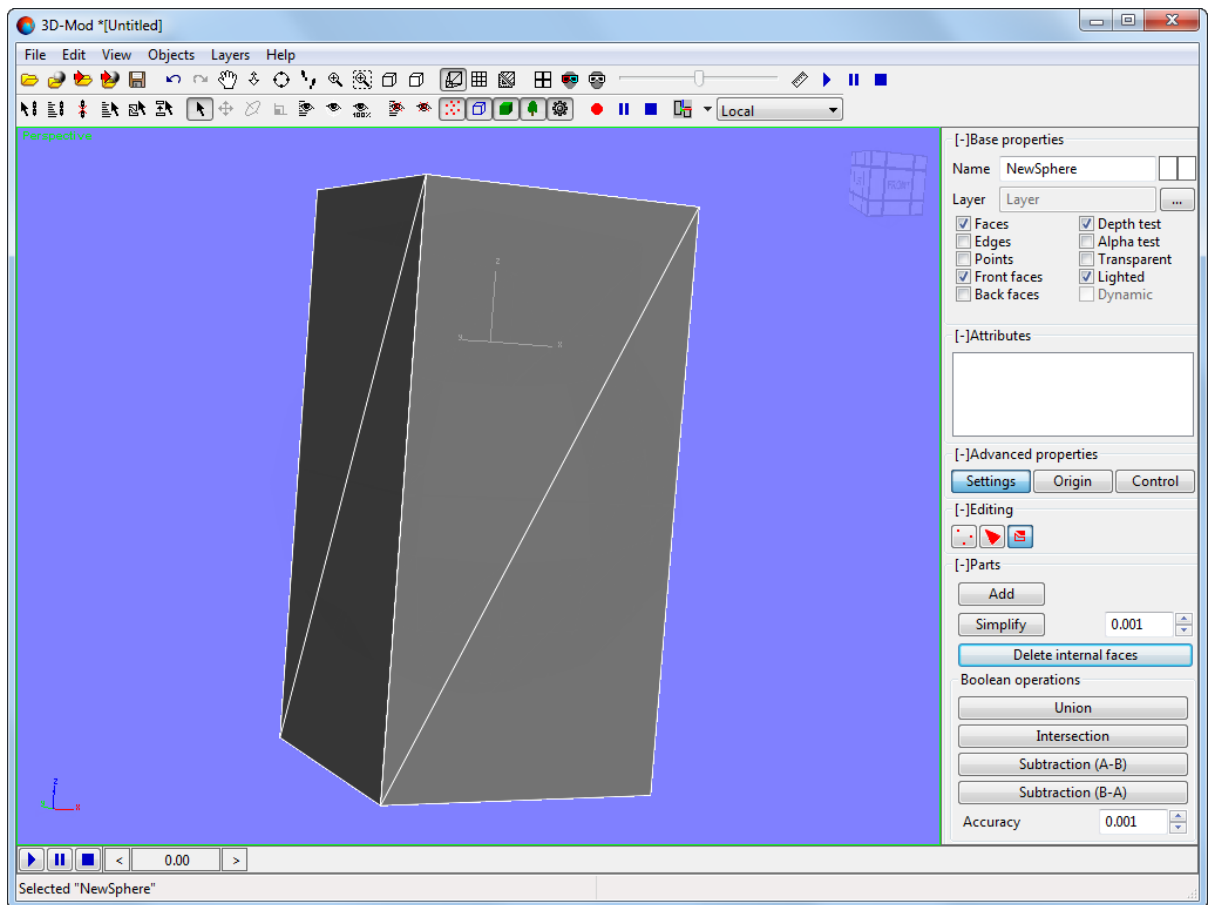 3D-Mod *[Untitled]
File Edit View Objects Layers Help
100%
Local
Perspective
[-]Base properties
Name NewSphere
Layer Layer ...
Faces Depth test
Edges Alpha test
Points Transparent
Front faces Lighted
Back faces Dynamic
[-]Attributes
[-]Advanced properties
Settings Origin Control
[-]Editing
[-]Parts
Add
Simplify 0.001
Delete internal faces
Boolean operations
Union
Intersection
Subtraction (A-B)
Subtraction (B-A)
Accuracy 0.001
FRONT
z
y x
z
x
< 0.00 >
Selected "NewSphere"